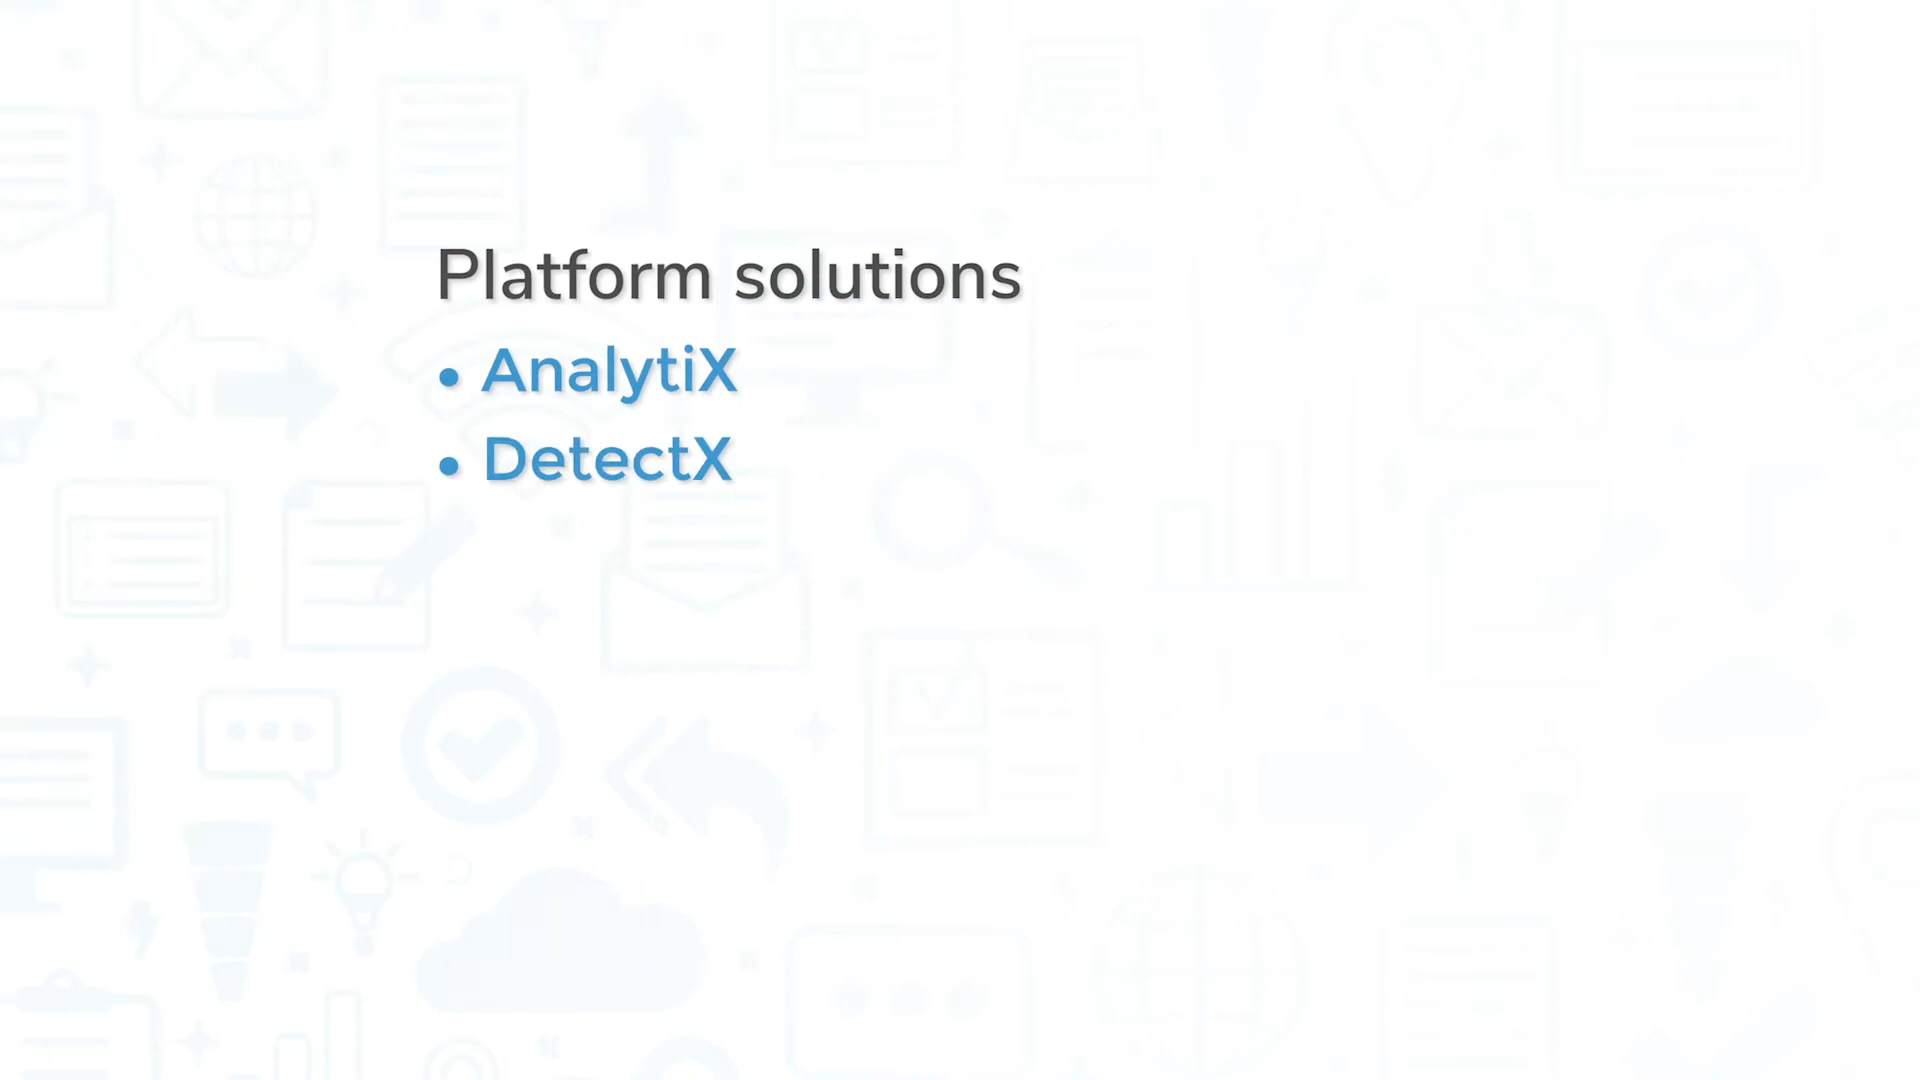 Platform solutions
• AnalytiX
• DetectX